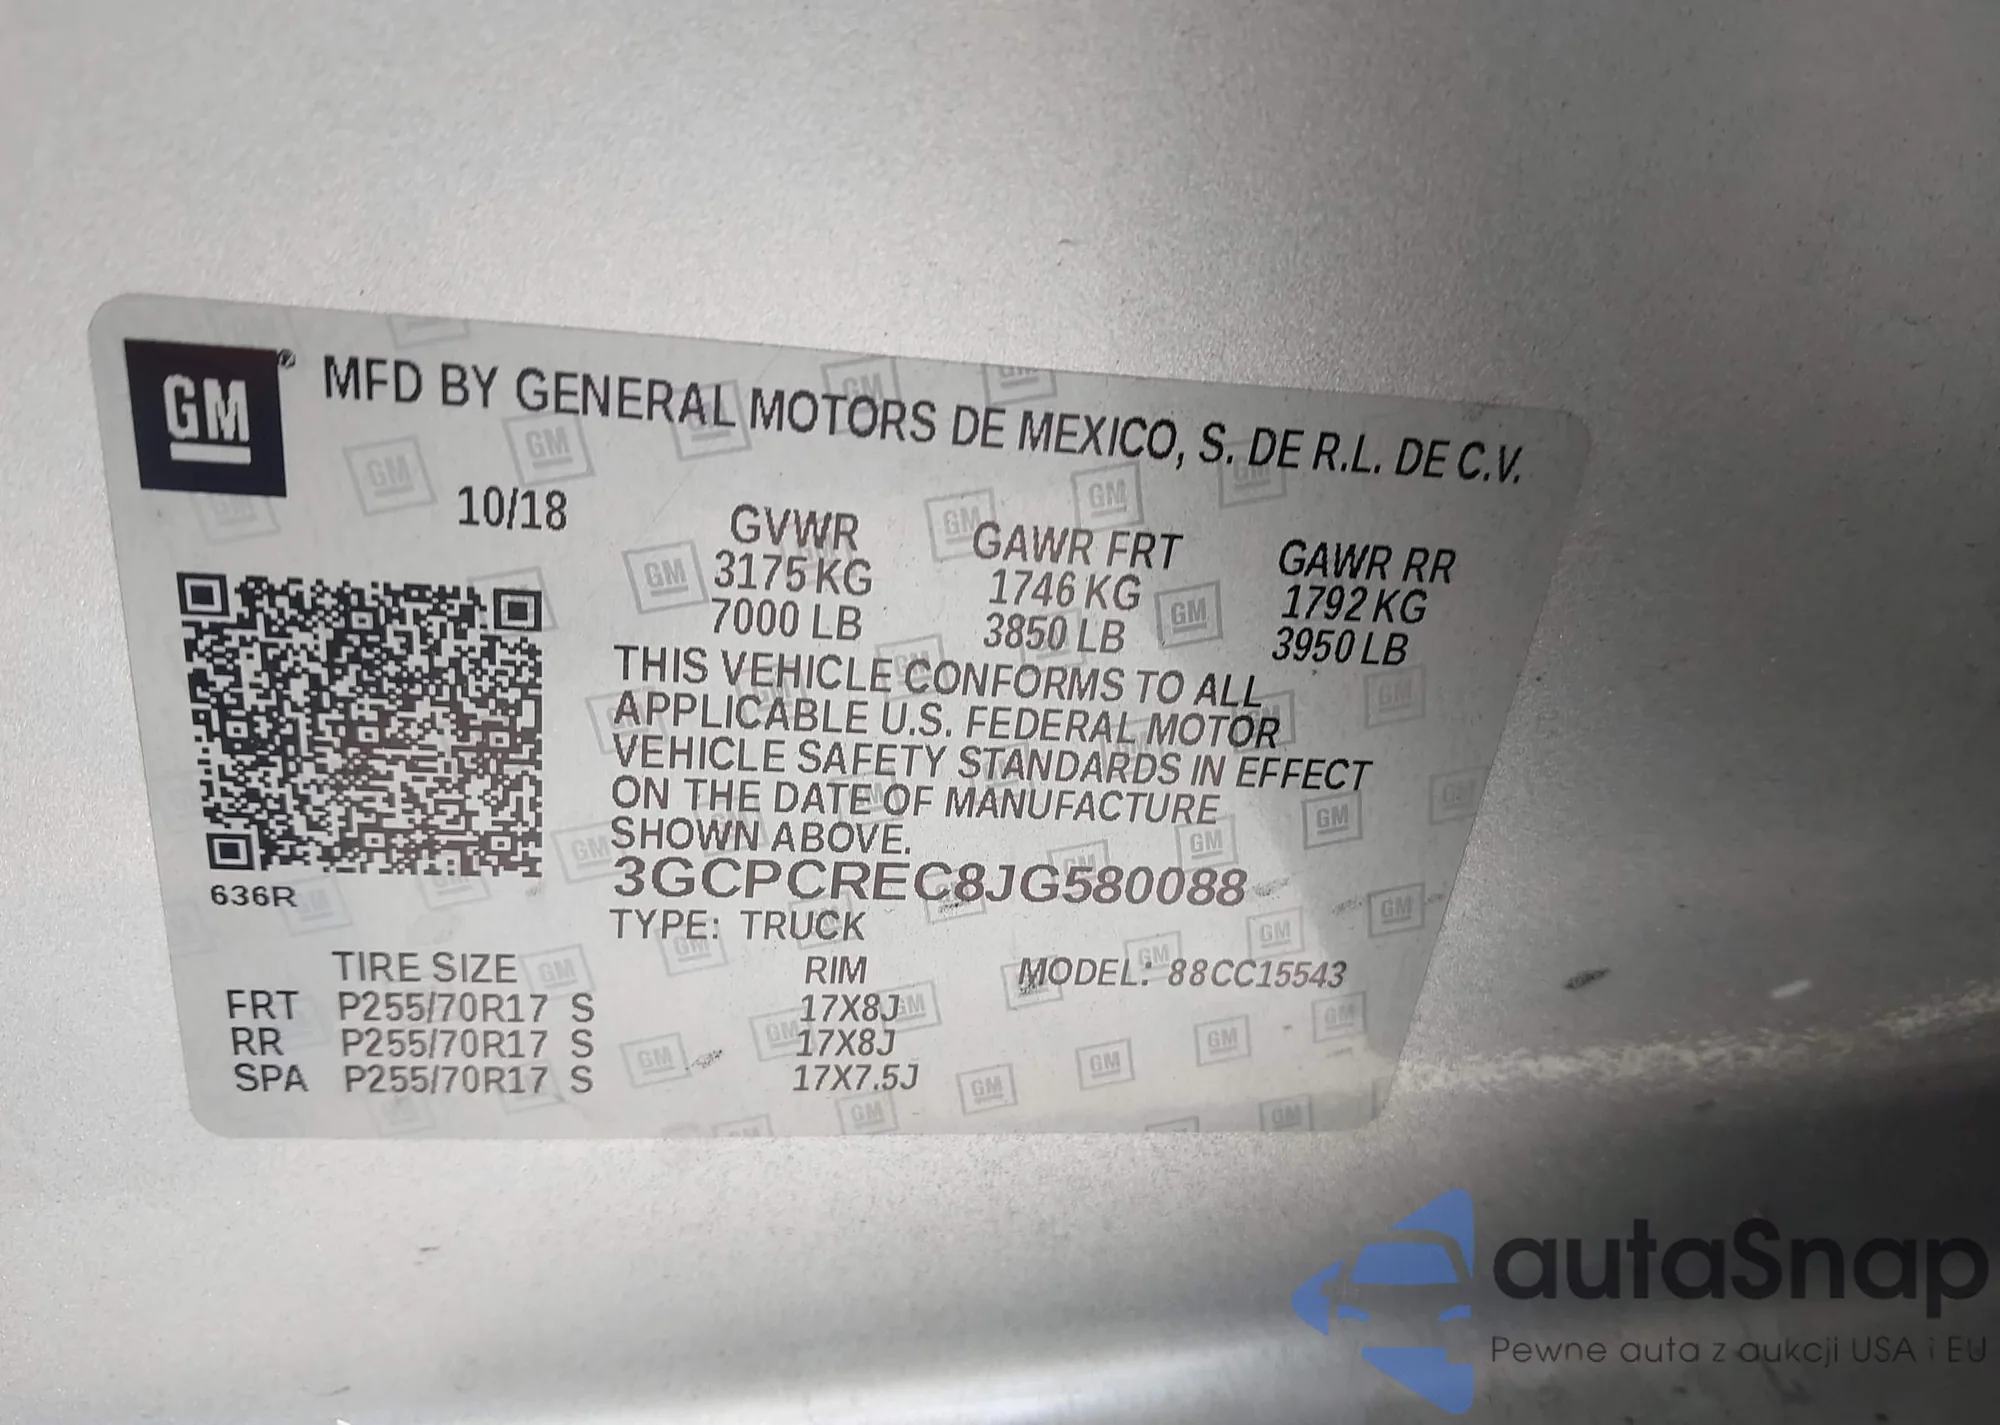 GM® MFD BY GENERAL MOTORS DE MEXICO, S. DE R.L. DE C.V.
10/18
GVWR GAWR FRT GAWR RR
3175 KG 1746 KG 1792 KG
7000 LB 3850 LB 3950 LB
THIS VEHICLE CONFORMS TO ALL
APPLICABLE U.S. FEDERAL MOTOR
VEHICLE SAFETY STANDARDS IN EFFECT
ON THE DATE OF MANUFACTURE
SHOWN ABOVE.
3GCPCREC8JG580088
636R
TYPE: TRUCK
TIRE SIZE RIM MODEL: 88CC15543
FRT P255/70R17 S 17X8J
RR P255/70R17 S 17X8J
SPA P255/70R17 S 17X7.5J
autaSnap
Pewne auta z aukcji USA i EU